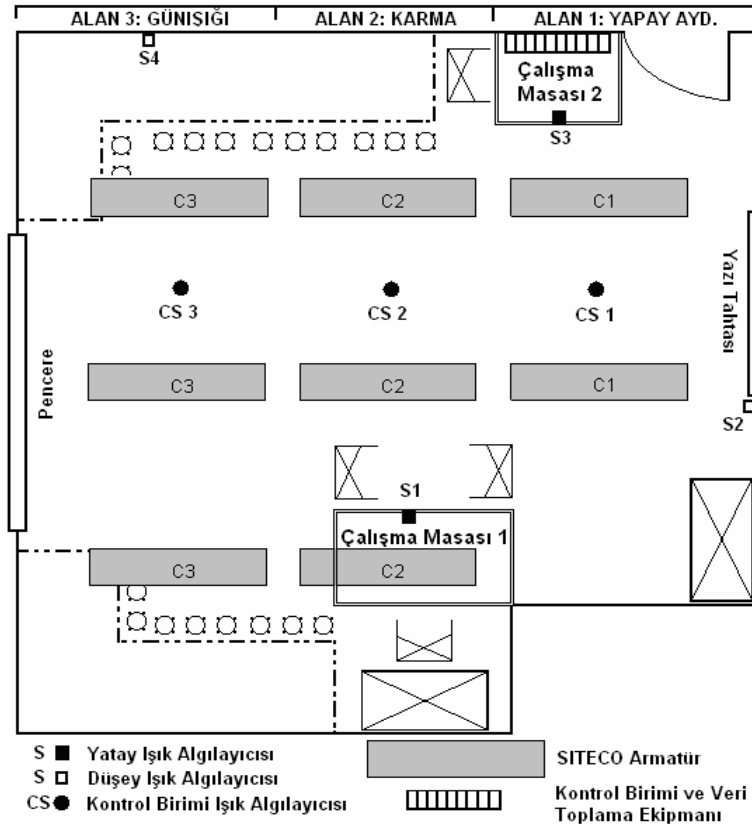 ALAN 3: GÜNIŞIĞI
ALAN 2: KARMA
ALAN 1: YAPAY AYD.
S4
Çalışma
Masası 2
S3
C3
C2
C1
CS 3
CS 2
CS 1
Yazı Tahtası
Pencere
C3
C2
C1
S2
S1
Çalışma Masası 1
C3
C2
S Yatay Işık Algılayıcısı
S Düşey Işık Algılayıcısı
CS Kontrol Birimi Işık Algılayıcısı
SITECO Armatür
Kontrol Birimi ve Veri
Toplama Ekipmanı